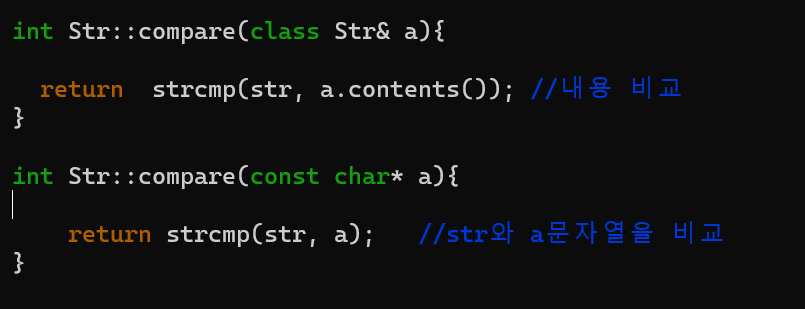 int Str::compare(class Str& a){
return  strcmp(str, a.contents()); //내용 비교
}
int Str::compare(const char* a){
return strcmp(str, a);   //str와 a문자열을 비교
}